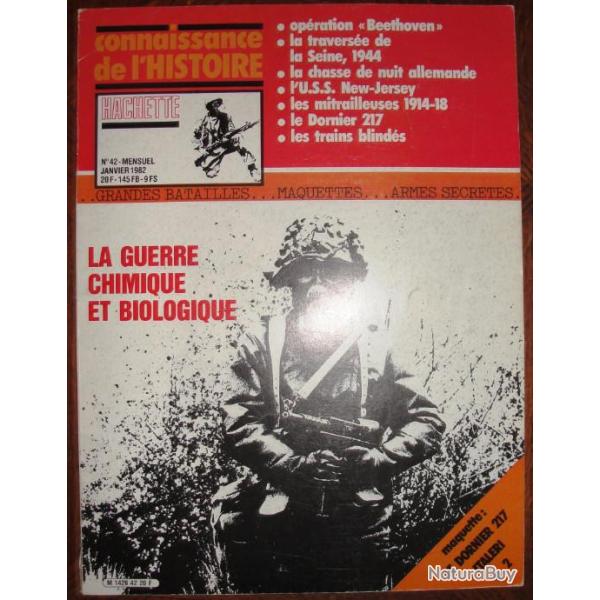 connaissance
de l'HISTOIRE
HACHETTE
N° 42 - MENSUEL
JANVIER 1982
20 F - 145 FB - 9 FS
• opération «Beethoven»
• la traversée de
la Seine, 1944
• la chasse de nuit allemande
• l'U.S.S. New-Jersey
• les mitrailleuses 1914-18
• le Dornier 217
• les trains blindés
..GRANDES BATAILLES...MAQUETTES...ARMES SECRETES.
LA GUERRE
CHIMIQUE
ET BIOLOGIQUE
maquette:
DORNIER 217
2
M 1426 42 20 F
NaturaBuy